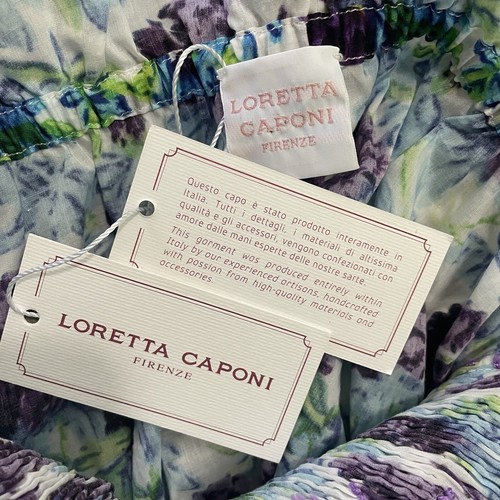 LORETTA
CAPONI
FIRENZE
Questo capo è stato prodotto interamente in
Italia. Tutti i dettagli, i materiali di altissima
qualità e gli accessori, vengono confezionati con
amore dalle mani esperte delle nostre sarte.
This garment was produced entirely within
Italy by our experienced artisans, handcrafted
with passion from high-quality materials and
accessories.
LORETTA CAPONI
FIRENZE